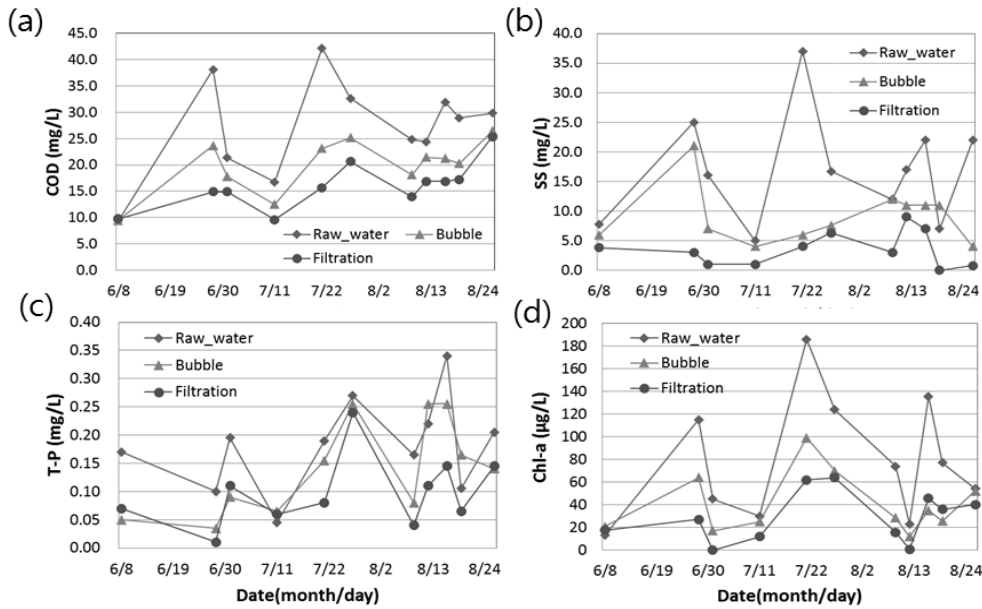 (a)
45.0
40.0
35.0
30.0
25.0
20.0
15.0
10.0
5.0
0.0
COD (mg/L)
Raw_water
Bubble
Filtration
6/8 6/19 6/30 7/11 7/22 8/2 8/13 8/24
(b)
40.0
35.0
30.0
25.0
20.0
15.0
10.0
5.0
0.0
SS (mg/L)
Raw_water
Bubble
Filtration
6/8 6/19 6/30 7/11 7/22 8/2 8/13 8/24
(c)
0.40
0.35
0.30
0.25
0.20
0.15
0.10
0.05
0.00
T-P (mg/L)
Raw_water
Bubble
Filtration
6/8 6/19 6/30 7/11 7/22 8/2 8/13 8/24
Date(month/day)
(d)
200
180
160
140
120
100
80
60
40
20
0
Chl-a (μg/L)
Raw_water
Bubble
Filtration
6/8 6/19 6/30 7/11 7/22 8/2 8/13 8/24
Date(month/day)